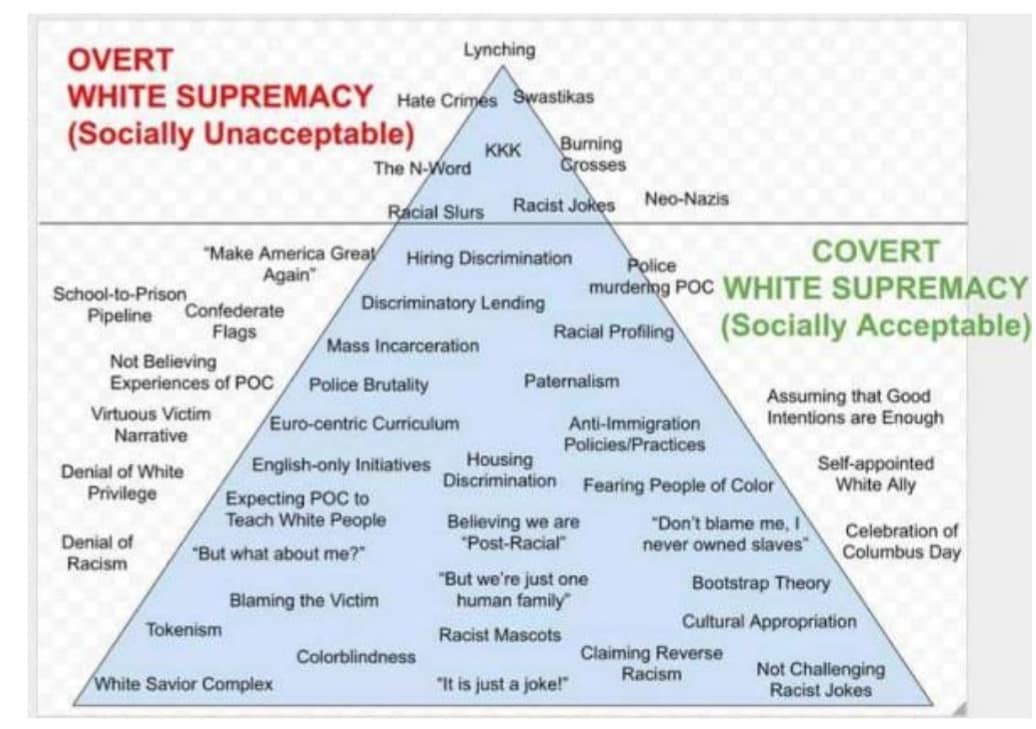 OVERT
WHITE SUPREMACY
(Socially Unacceptable)
Lynching
Hate Crimes
Swastikas
KKK
Burning
Crosses
The N-Word
Racial Slurs
Racist Jokes
Neo-Nazis
COVERT
WHITE SUPREMACY
(Socially Acceptable)
"Make America Great
Again"
Hiring Discrimination
Police
murdering POC
School-to-Prison
Pipeline
Confederate
Flags
Discriminatory Lending
Racial Profiling
Mass Incarceration
Not Believing
Experiences of POC
Police Brutality
Paternalism
Assuming that Good
Intentions are Enough
Virtuous Victim
Narrative
Euro-centric Curriculum
Anti-Immigration
Policies/Practices
Denial of White
Privilege
English-only Initiatives
Housing
Discrimination
Fearing People of Color
Self-appointed
White Ally
Expecting POC to
Teach White People
Believing we are
"Post-Racial"
"Don't blame me, I
never owned slaves"
Celebration of
Columbus Day
Denial of
Racism
"But what about me?"
"But we're just one
human family"
Bootstrap Theory
Blaming the Victim
Cultural Appropriation
Tokenism
Racist Mascots
Colorblindness
Claiming Reverse
Racism
Not Challenging
Racist Jokes
White Savior Complex
"It is just a joke!"